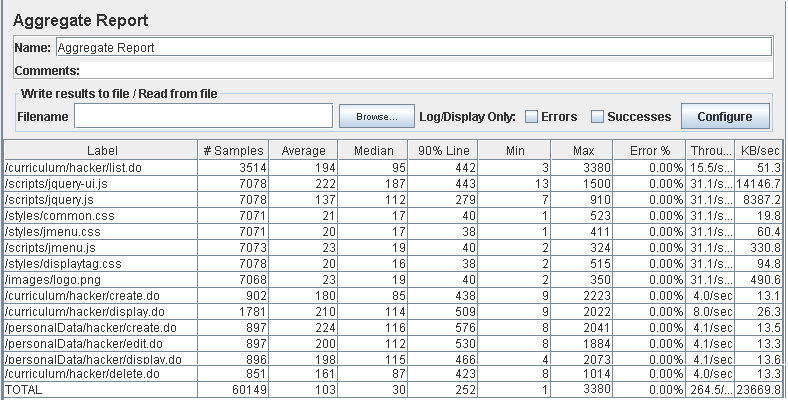 Aggregate Report
Name: Aggregate Report
Comments:
Write results to file / Read from file
Filename Browse... Log/Display Only: Errors Successes Configure
Label # Samples Average Median 90% Line Min Max Error % Throu... KB/sec
/curriculum/hacker/list.do 3514 194 95 442 3 3380 0.00% 15.5/s... 51.3
/scripts/jquery-ui.js 7078 222 187 443 13 1500 0.00% 31.1/s... 14146.7
/scripts/jquery.js 7078 137 112 279 7 910 0.00% 31.1/s... 8387.2
/styles/common.css 7071 21 17 40 1 523 0.00% 31.1/s... 19.8
/styles/jmenu.css 7071 20 17 38 1 411 0.00% 31.1/s... 60.4
/scripts/jmenu.js 7073 23 19 40 2 324 0.00% 31.1/s... 330.8
/styles/displaytag.css 7078 20 16 38 2 515 0.00% 31.1/s... 94.8
/images/logo.png 7068 23 19 40 2 350 0.00% 31.1/s... 490.6
/curriculum/hacker/create.do 902 180 85 438 9 2223 0.00% 4.0/sec 13.1
/curriculum/hacker/display.do 1781 210 114 509 9 2022 0.00% 8.0/sec 26.3
/personalData/hacker/create.do 897 224 116 576 8 2041 0.00% 4.1/sec 13.5
/personalData/hacker/edit.do 897 200 112 530 8 1884 0.00% 4.1/sec 13.3
/personalData/hacker/display.do 896 198 115 466 4 2073 0.00% 4.1/sec 13.6
/curriculum/hacker/delete.do 851 161 87 423 8 1014 0.00% 4.0/sec 13.3
TOTAL 60149 103 30 252 1 3380 0.00% 264.5/... 23669.8